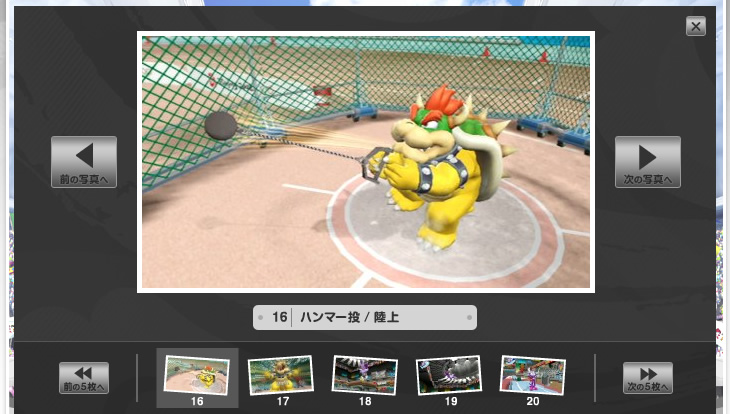 前の写真へ
次の写真へ
16 ハンマー投 / 陸上
前の5枚へ
16
17
18
19
20
次の5枚へ